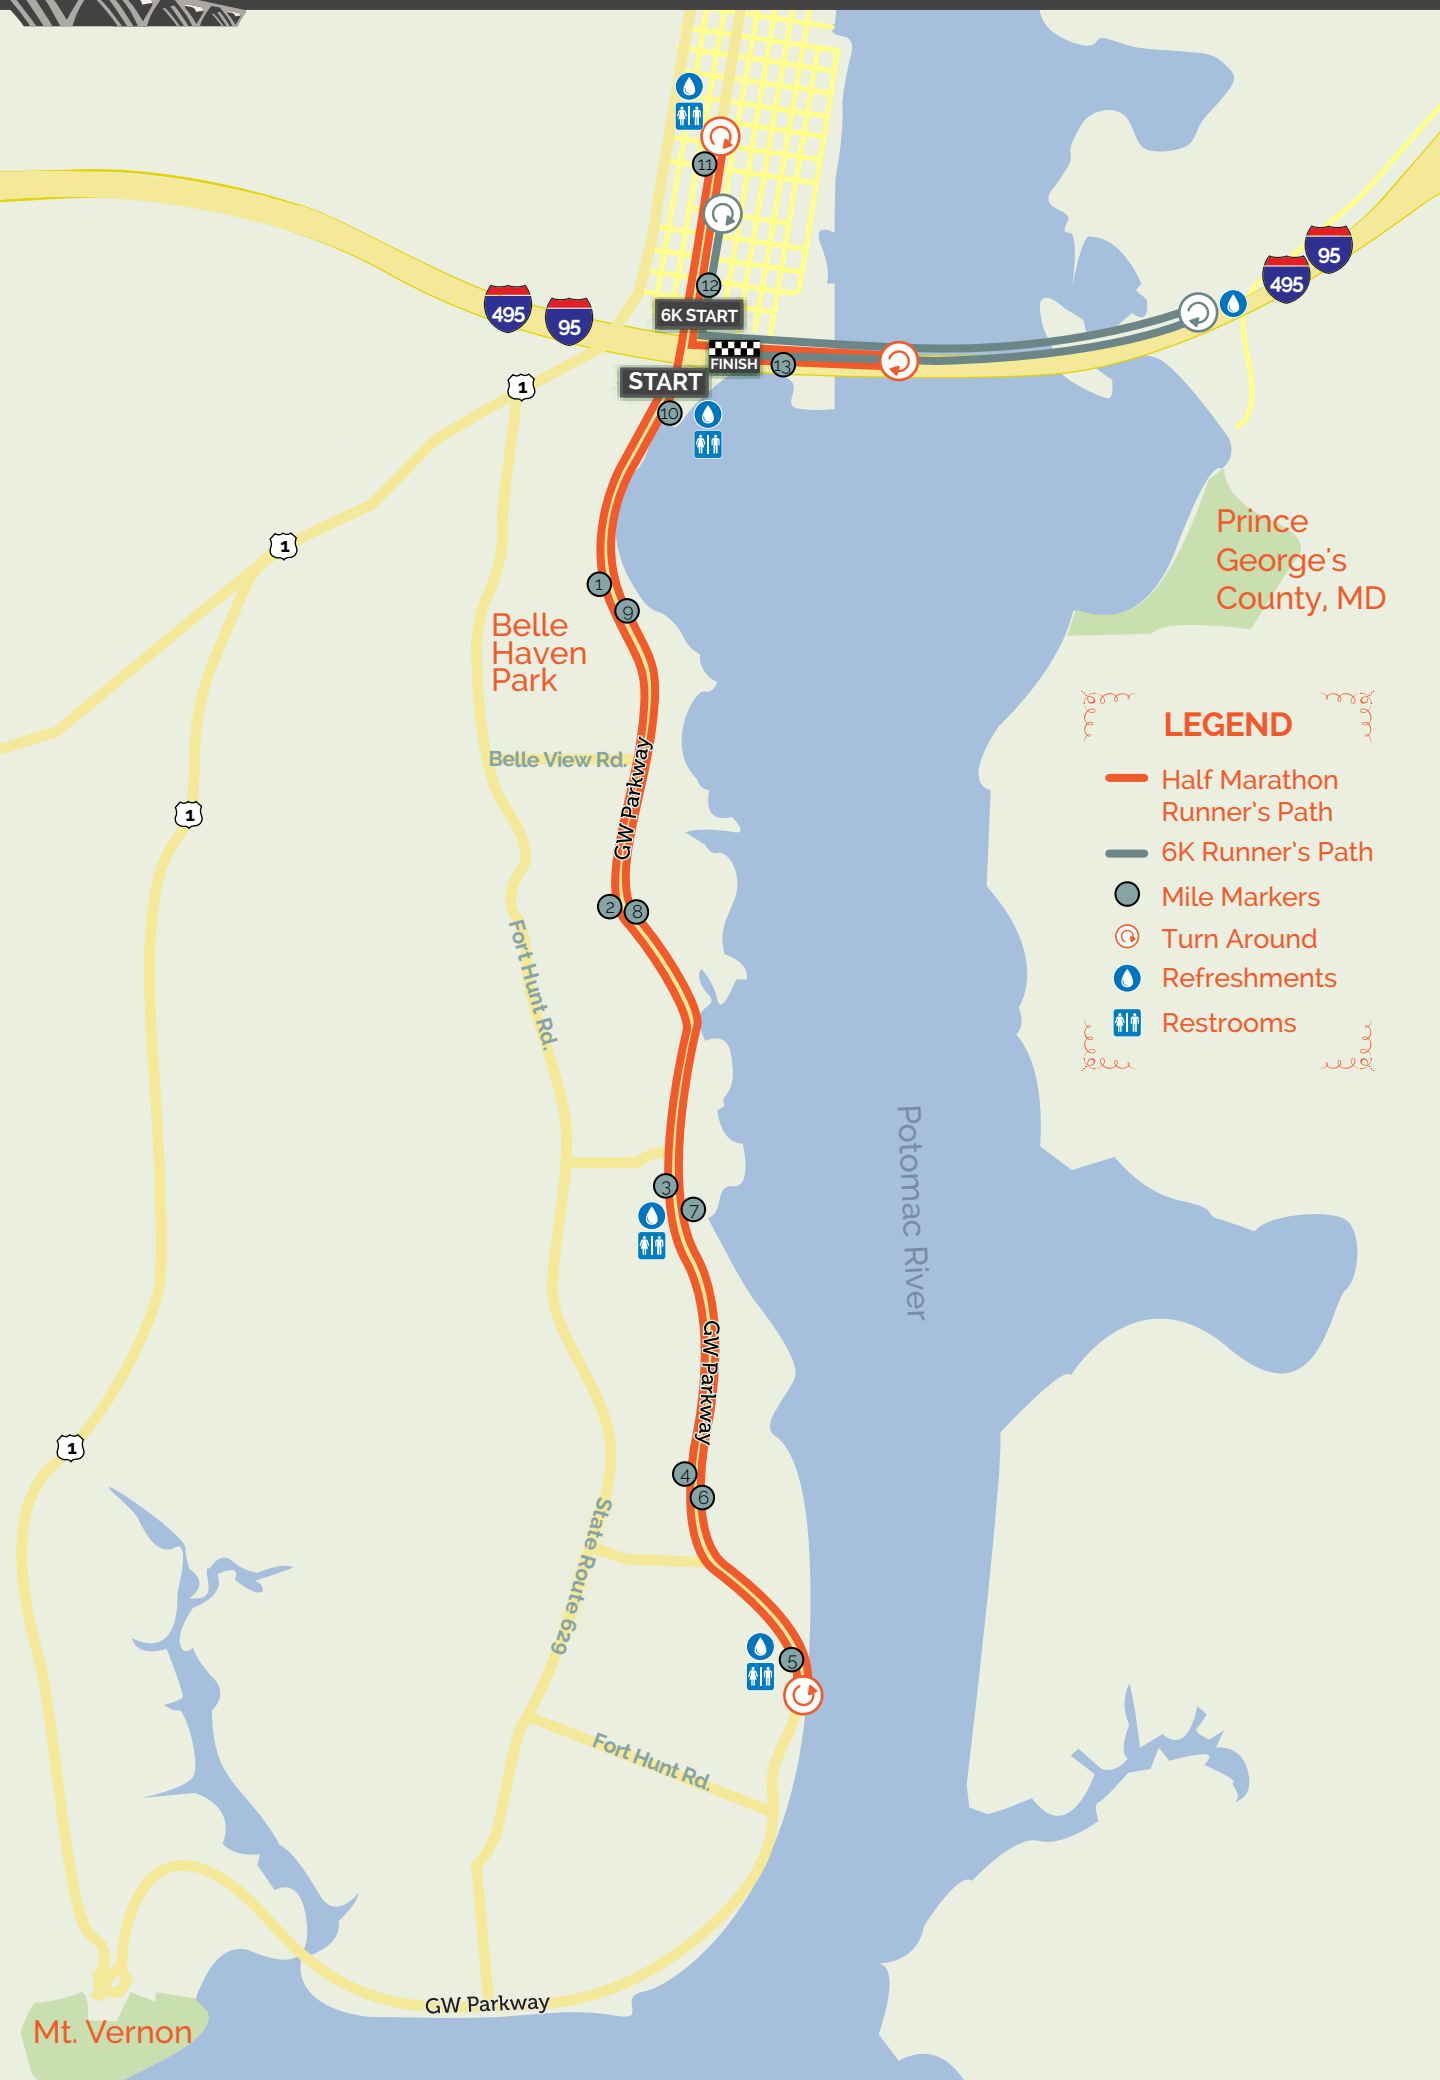 11
12
6K START
495
95
FINISH
13
495
95
START
10
1
1
1
9
Belle
Haven
Park
Prince
George's
County, MD
Belle View Rd.
GW Parkway
1
2
8
Fort Hunt Rd.
LEGEND
Half Marathon
Runner's Path
6K Runner's Path
Mile Markers
Turn Around
Refreshments
Restrooms
Potomac River
3
7
GW Parkway
1
4
6
State Route 629
5
Fort Hunt Rd.
GW Parkway
Mt. Vernon